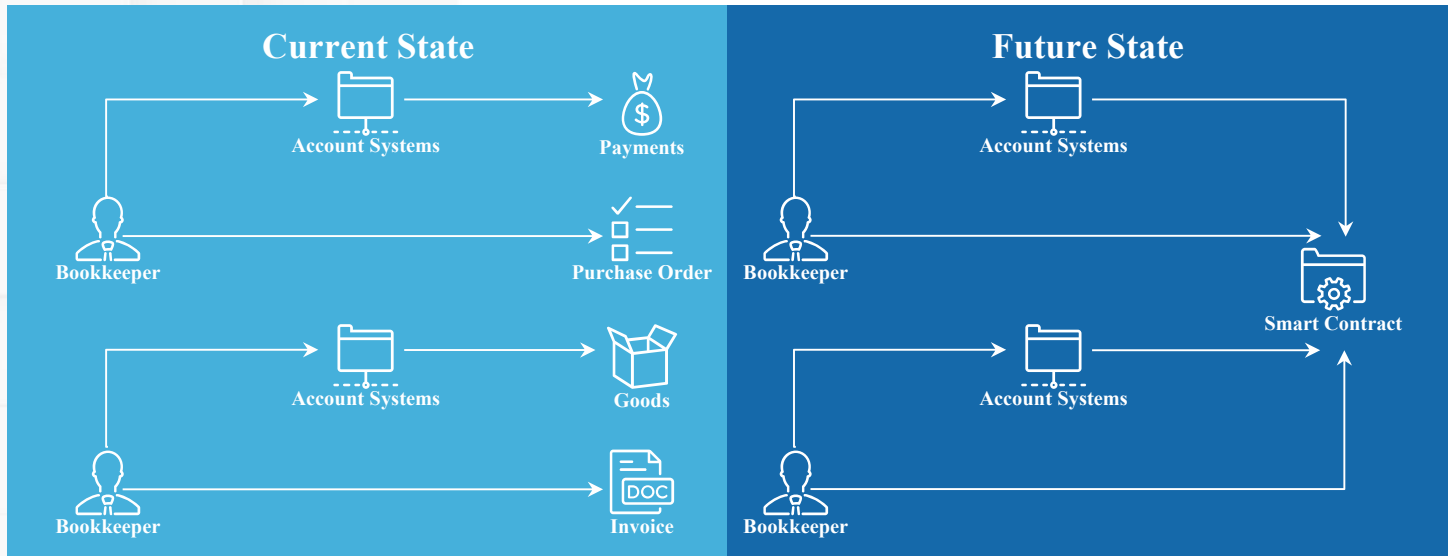 Current State
Account Systems
$
Payments
Bookkeeper
Purchase Order
Account Systems
Goods
Bookkeeper
DOC
Invoice
Future State
Account Systems
Bookkeeper
Smart Contract
Account Systems
Bookkeeper